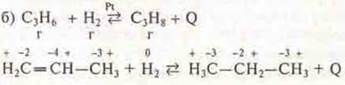 б) C₃H₆ + H₂ ⇄ C₃H₈ + Q
Pt
г г г
+ −2 −4 + −3 + 0 + −3 −2 + −3 +
H₂C=CH—CH₃ + H₂ ⇄ H₃C—CH₂—CH₃ + Q